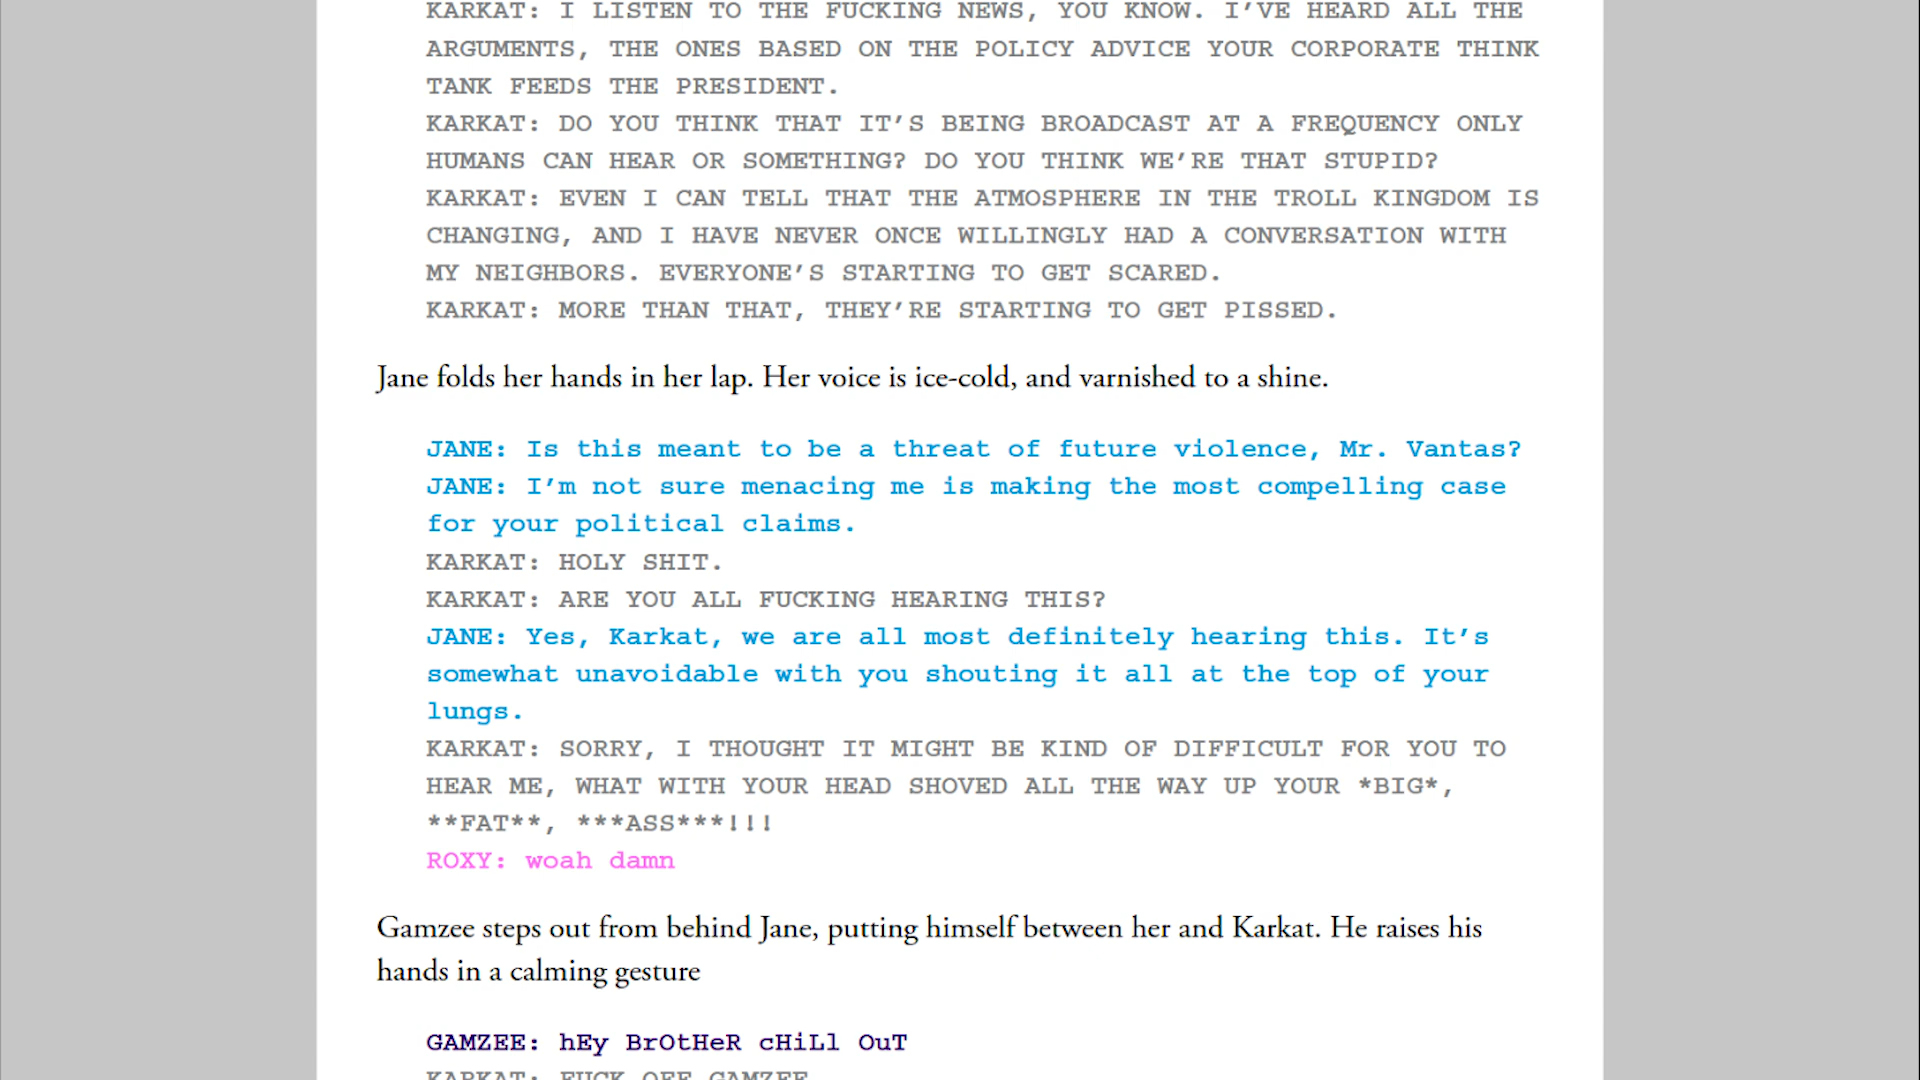 KARKAT: I LISTEN TO THE FUCKING NEWS, YOU KNOW. I’VE HEARD ALL THE
ARGUMENTS, THE ONES BASED ON THE POLICY ADVICE YOUR CORPORATE THINK
TANK FEEDS THE PRESIDENT.
KARKAT: DO YOU THINK THAT IT’S BEING BROADCAST AT A FREQUENCY ONLY
HUMANS CAN HEAR OR SOMETHING? DO YOU THINK WE’RE THAT STUPID?
KARKAT: EVEN I CAN TELL THAT THE ATMOSPHERE IN THE TROLL KINGDOM IS
CHANGING, AND I HAVE NEVER ONCE WILLINGLY HAD A CONVERSATION WITH
MY NEIGHBORS. EVERYONE’S STARTING TO GET SCARED.
KARKAT: MORE THAN THAT, THEY’RE STARTING TO GET PISSED.
Jane folds her hands in her lap. Her voice is ice-cold, and varnished to a shine.
JANE: Is this meant to be a threat of future violence, Mr. Vantas?
JANE: I’m not sure menacing me is making the most compelling case
for your political claims.
KARKAT: HOLY SHIT.
KARKAT: ARE YOU ALL FUCKING HEARING THIS?
JANE: Yes, Karkat, we are all most definitely hearing this. It’s
somewhat unavoidable with you shouting it all at the top of your
lungs.
KARKAT: SORRY, I THOUGHT IT MIGHT BE KIND OF DIFFICULT FOR YOU TO
HEAR ME, WHAT WITH YOUR HEAD SHOVED ALL THE WAY UP YOUR *BIG*,
**FAT**, ***ASS***!!!
ROXY: woah damn
Gamzee steps out from behind Jane, putting himself between her and Karkat. He raises his
hands in a calming gesture
GAMZEE: hEy BrOtHeR cHiLl OuT
KARKAT: FUCK OFF GAMZEE